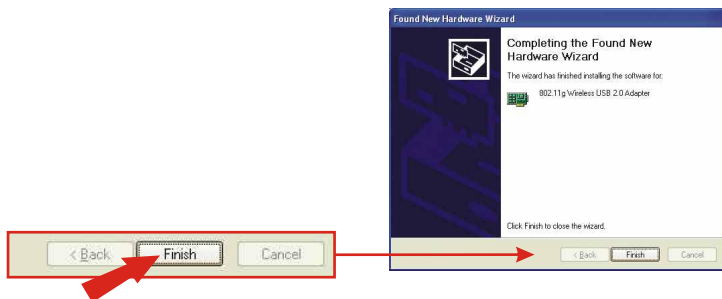 Found New Hardware Wizard
Completing the Found New
Hardware Wizard
The wizard has finished installing the software for:
802.11g Wireless USB 2.0 Adapter
Click Finish to close the wizard.
< Back Finish Cancel
< Back Finish Cancel